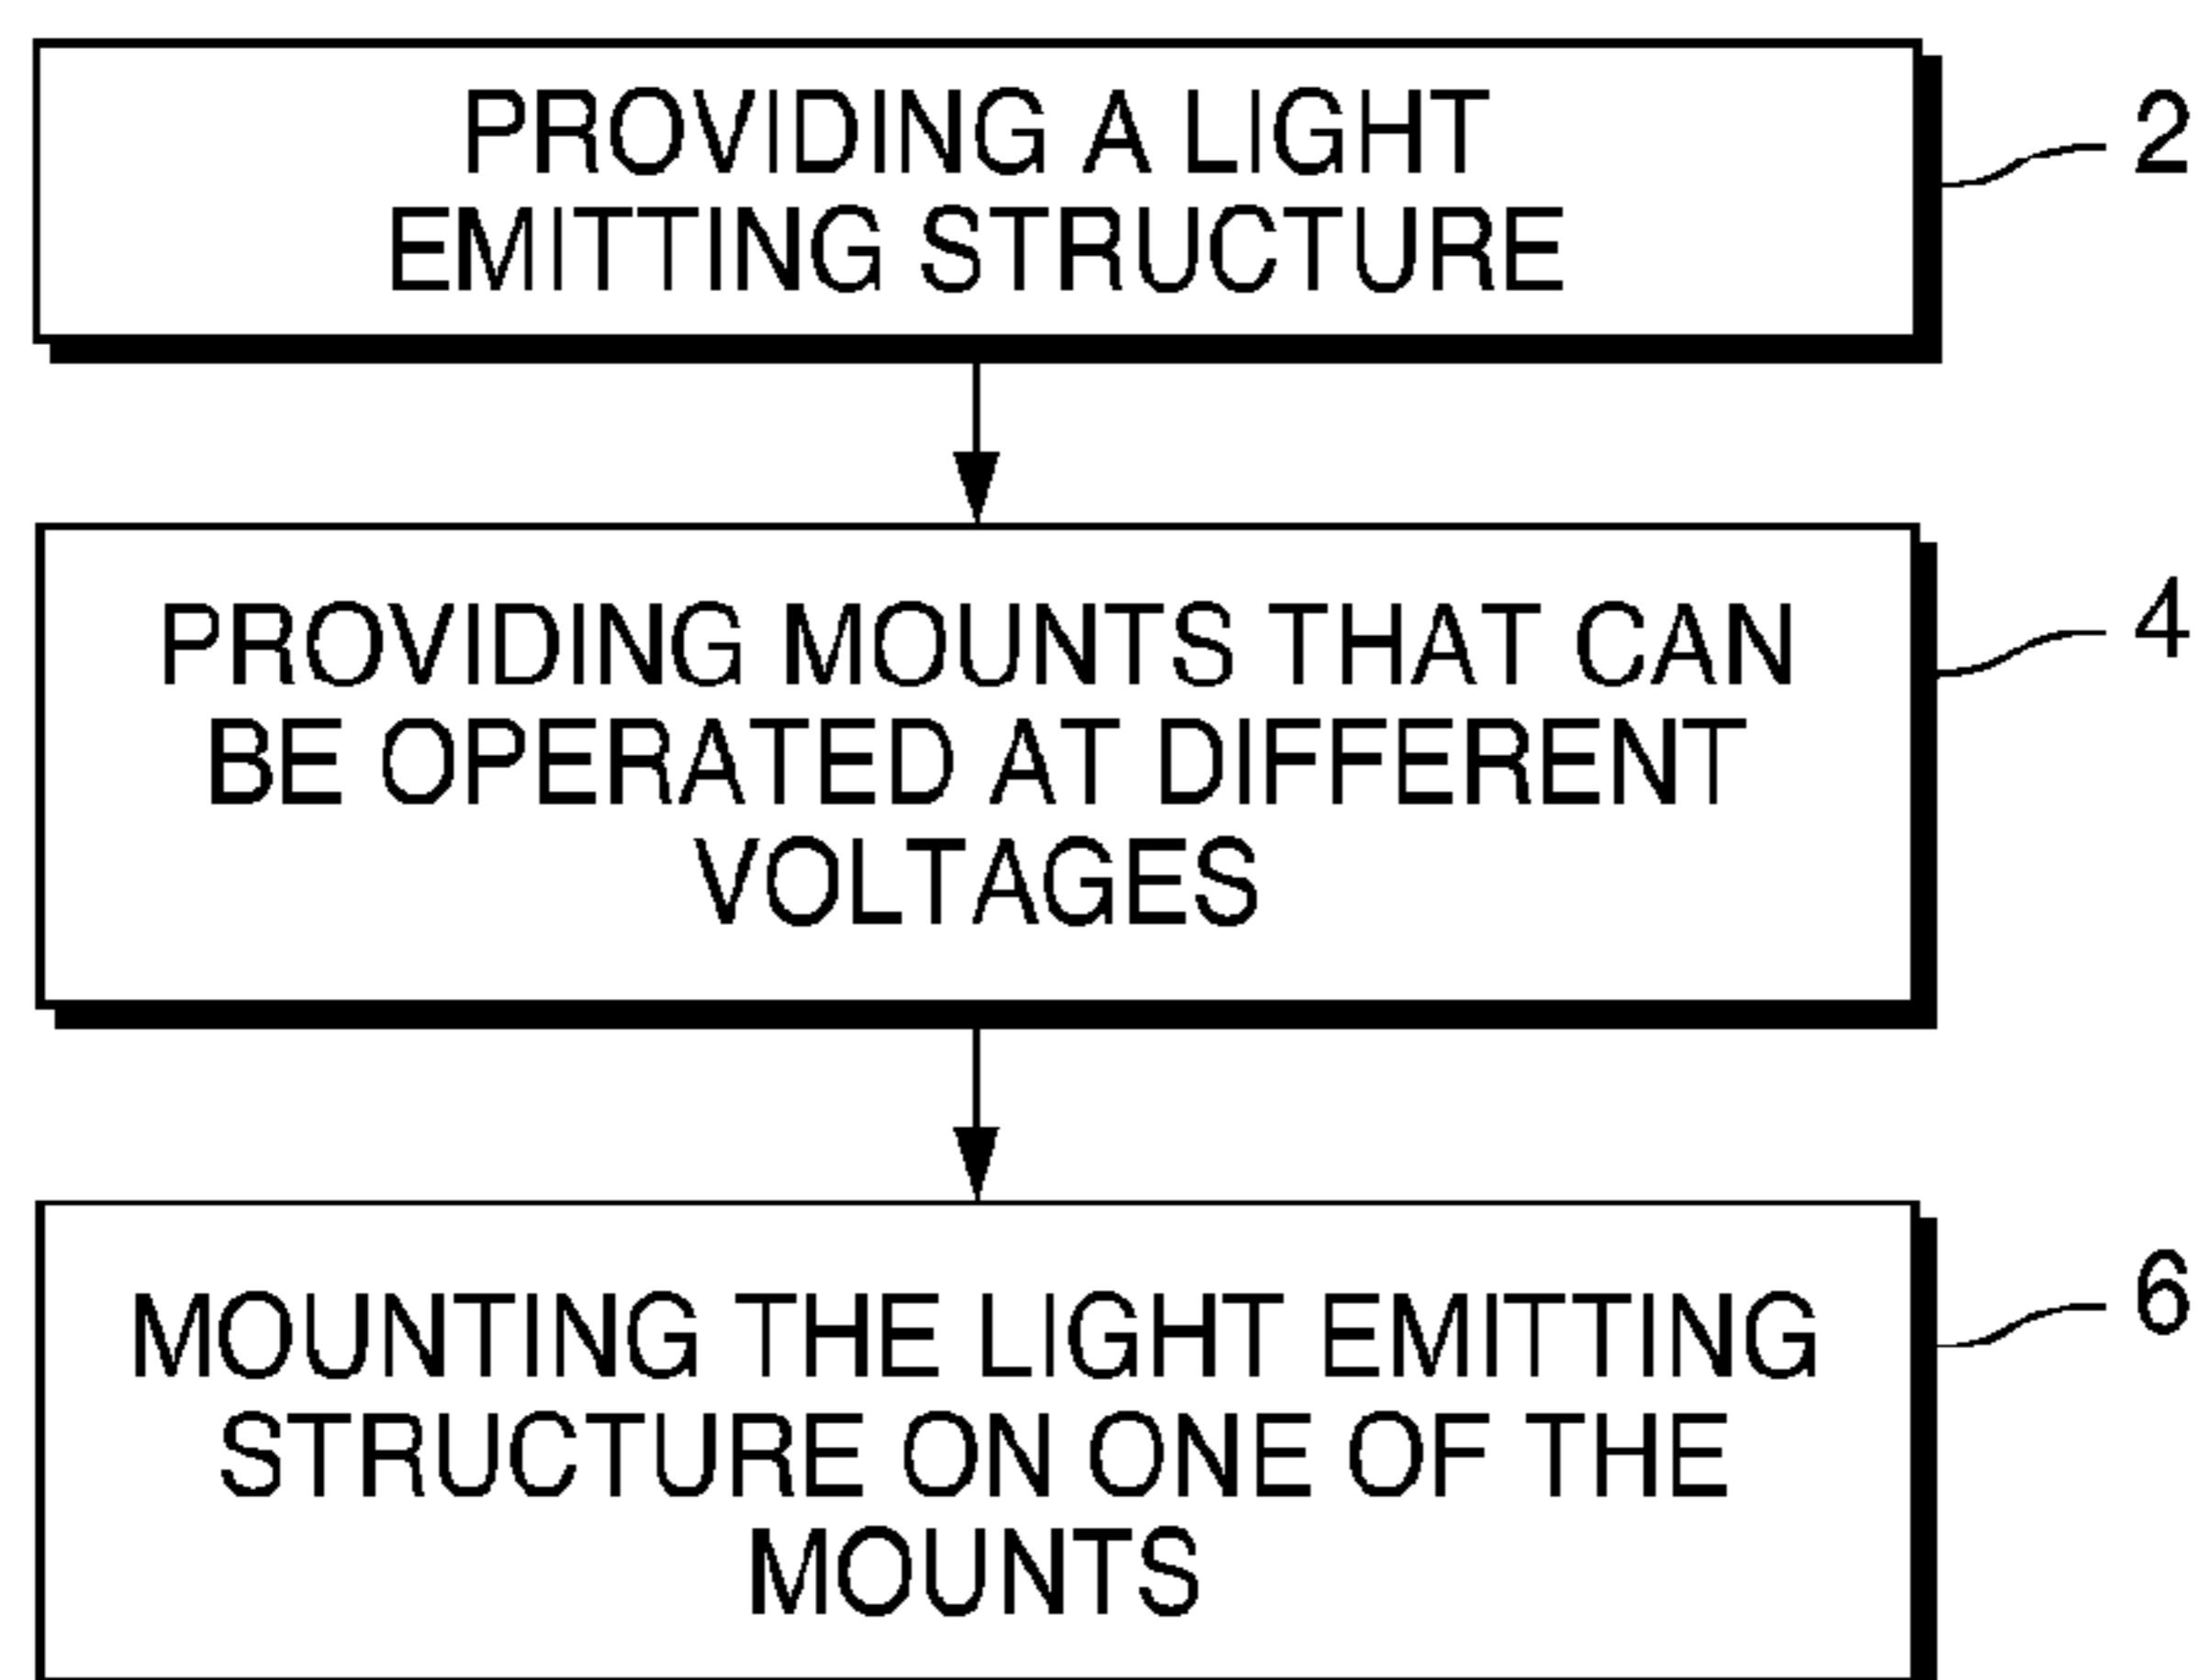 PROVIDING A LIGHT
EMITTING STRUCTURE
2
PROVIDING MOUNTS THAT CAN
BE OPERATED AT DIFFERENT
VOLTAGES
4
MOUNTING THE LIGHT EMITTING
STRUCTURE ON ONE OF THE
MOUNTS
6